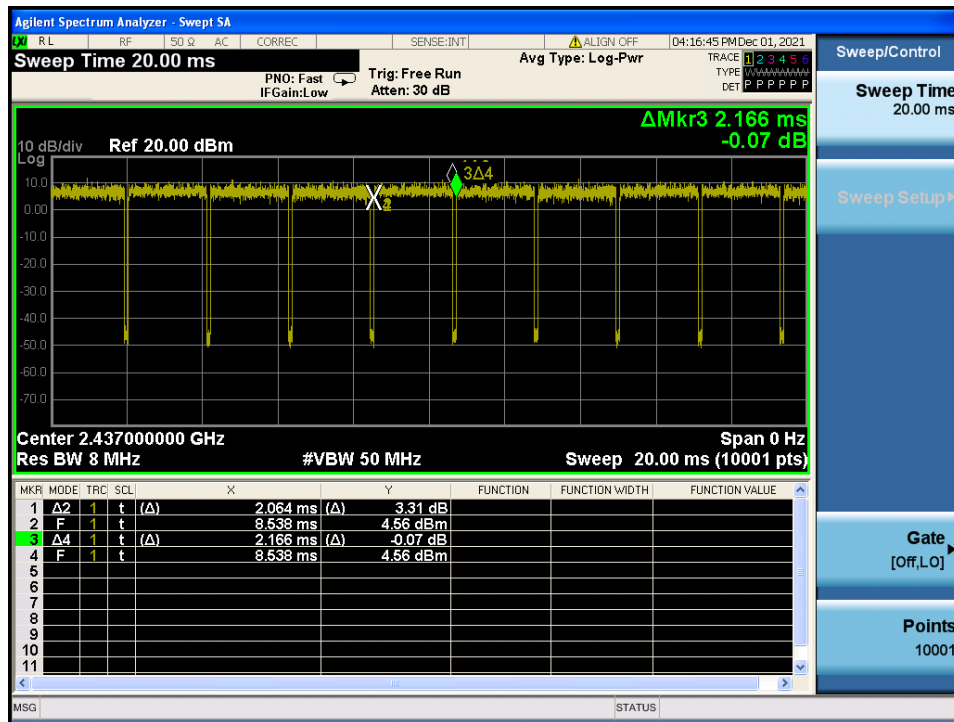 Agilent Spectrum Analyzer - Swept SA
LXI RL RF 50 Ω AC CORREC SENSE:INT ALIGN OFF 04:16:45 PM Dec 01, 2021
Sweep Time 20.00 ms
PNO: Fast
IFGain:Low
Trig: Free Run
Atten: 30 dB
Avg Type: Log-Pwr
TRACE 1 2 3 4 5 6
TYPE WWWWWW
DET P P P P P P
ΔMkr3 2.166 ms
-0.07 dB
10 dB/div Ref 20.00 dBm
Log
10.0
0.00
-10.0
-20.0
-30.0
-40.0
-50.0
-60.0
-70.0
3Δ4
2
Center 2.437000000 GHz Span 0 Hz
Res BW 8 MHz #VBW 50 MHz Sweep 20.00 ms (10001 pts)
MKR MODE TRC SCL X Y FUNCTION FUNCTION WIDTH FUNCTION VALUE
1 Δ2 1 t (Δ) 2.064 ms (Δ) 3.31 dB
2 F 1 t 8.538 ms 4.56 dBm
3 Δ4 1 t (Δ) 2.166 ms (Δ) -0.07 dB
4 F 1 t 8.538 ms 4.56 dBm
5
6
7
8
9
10
11
MSG STATUS
Sweep/Control
Sweep Time
20.00 ms
Sweep Setup
Gate
[Off,LO]
Points
10001